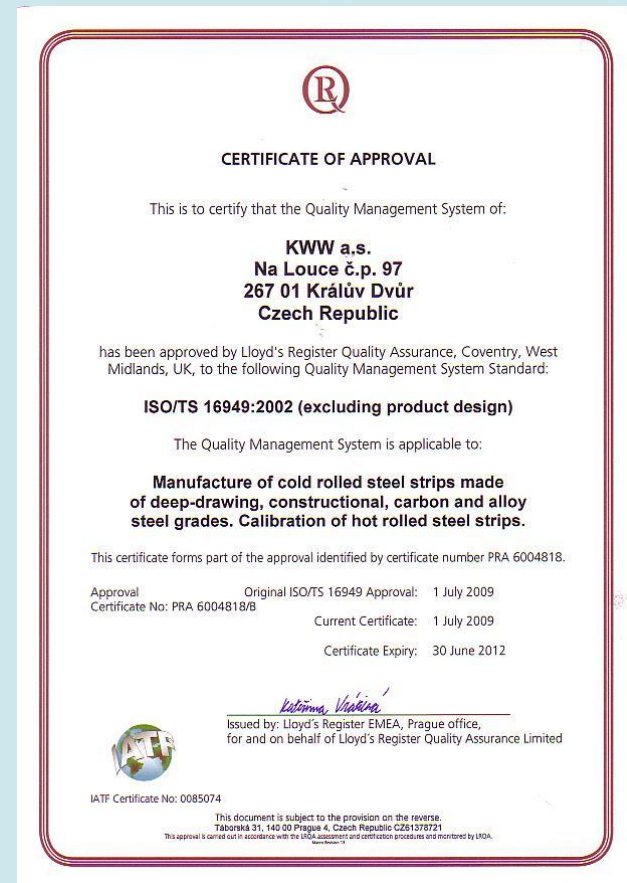 R
CERTIFICATE OF APPROVAL
This is to certify that the Quality Management System of:
KWW a.s.
Na Louce č.p. 97
267 01 Králův Dvůr
Czech Republic
has been approved by Lloyd's Register Quality Assurance, Coventry, West
Midlands, UK, to the following Quality Management System Standard:
ISO/TS 16949:2002 (excluding product design)
The Quality Management System is applicable to:
Manufacture of cold rolled steel strips made
of deep-drawing, constructional, carbon and alloy
steel grades. Calibration of hot rolled steel strips.
This certificate forms part of the approval identified by certificate number PRA 6004818.
Approval
Certificate No: PRA 6004818/B
Original ISO/TS 16949 Approval: 1 July 2009
Current Certificate: 1 July 2009
Certificate Expiry: 30 June 2012
Issued by: Lloyd´s Register EMEA, Prague office,
for and on behalf of Lloyd´s Register Quality Assurance Limited
IATF
IATF Certificate No: 0085074
This document is subject to the provision on the reverse.
Táborská 31, 140 00 Prague 4, Czech Republic CZ61378721
This approval is carried out in accordance with the LRQA assessment and certification procedures and monitored by LRQA.